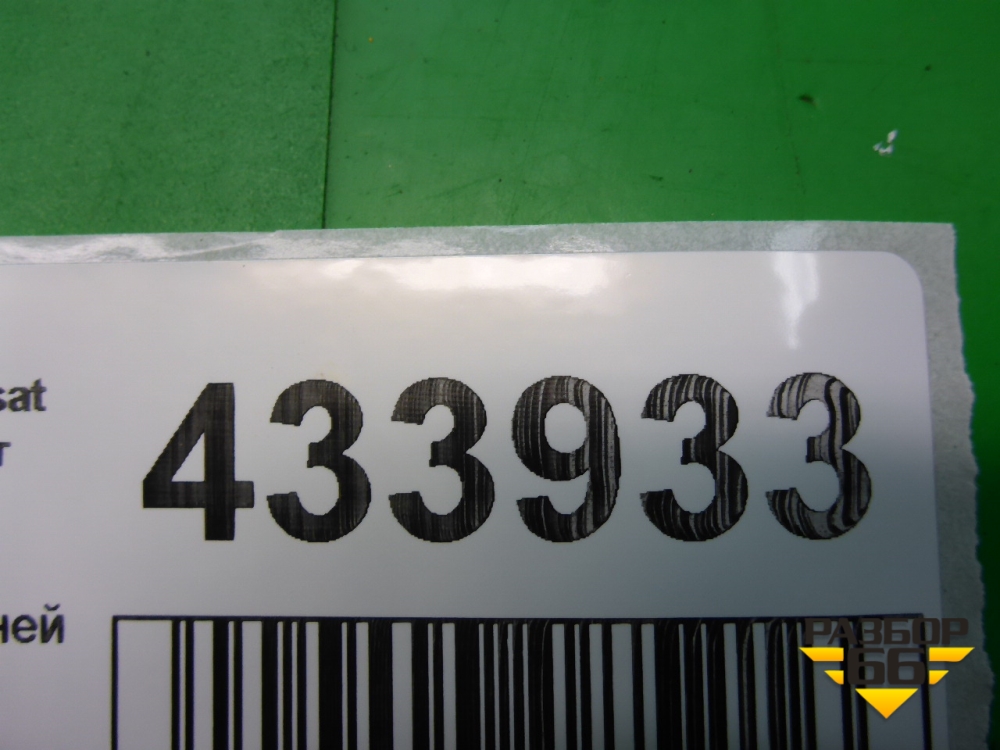 sat
433933
т
ней
РАЗБОР
66